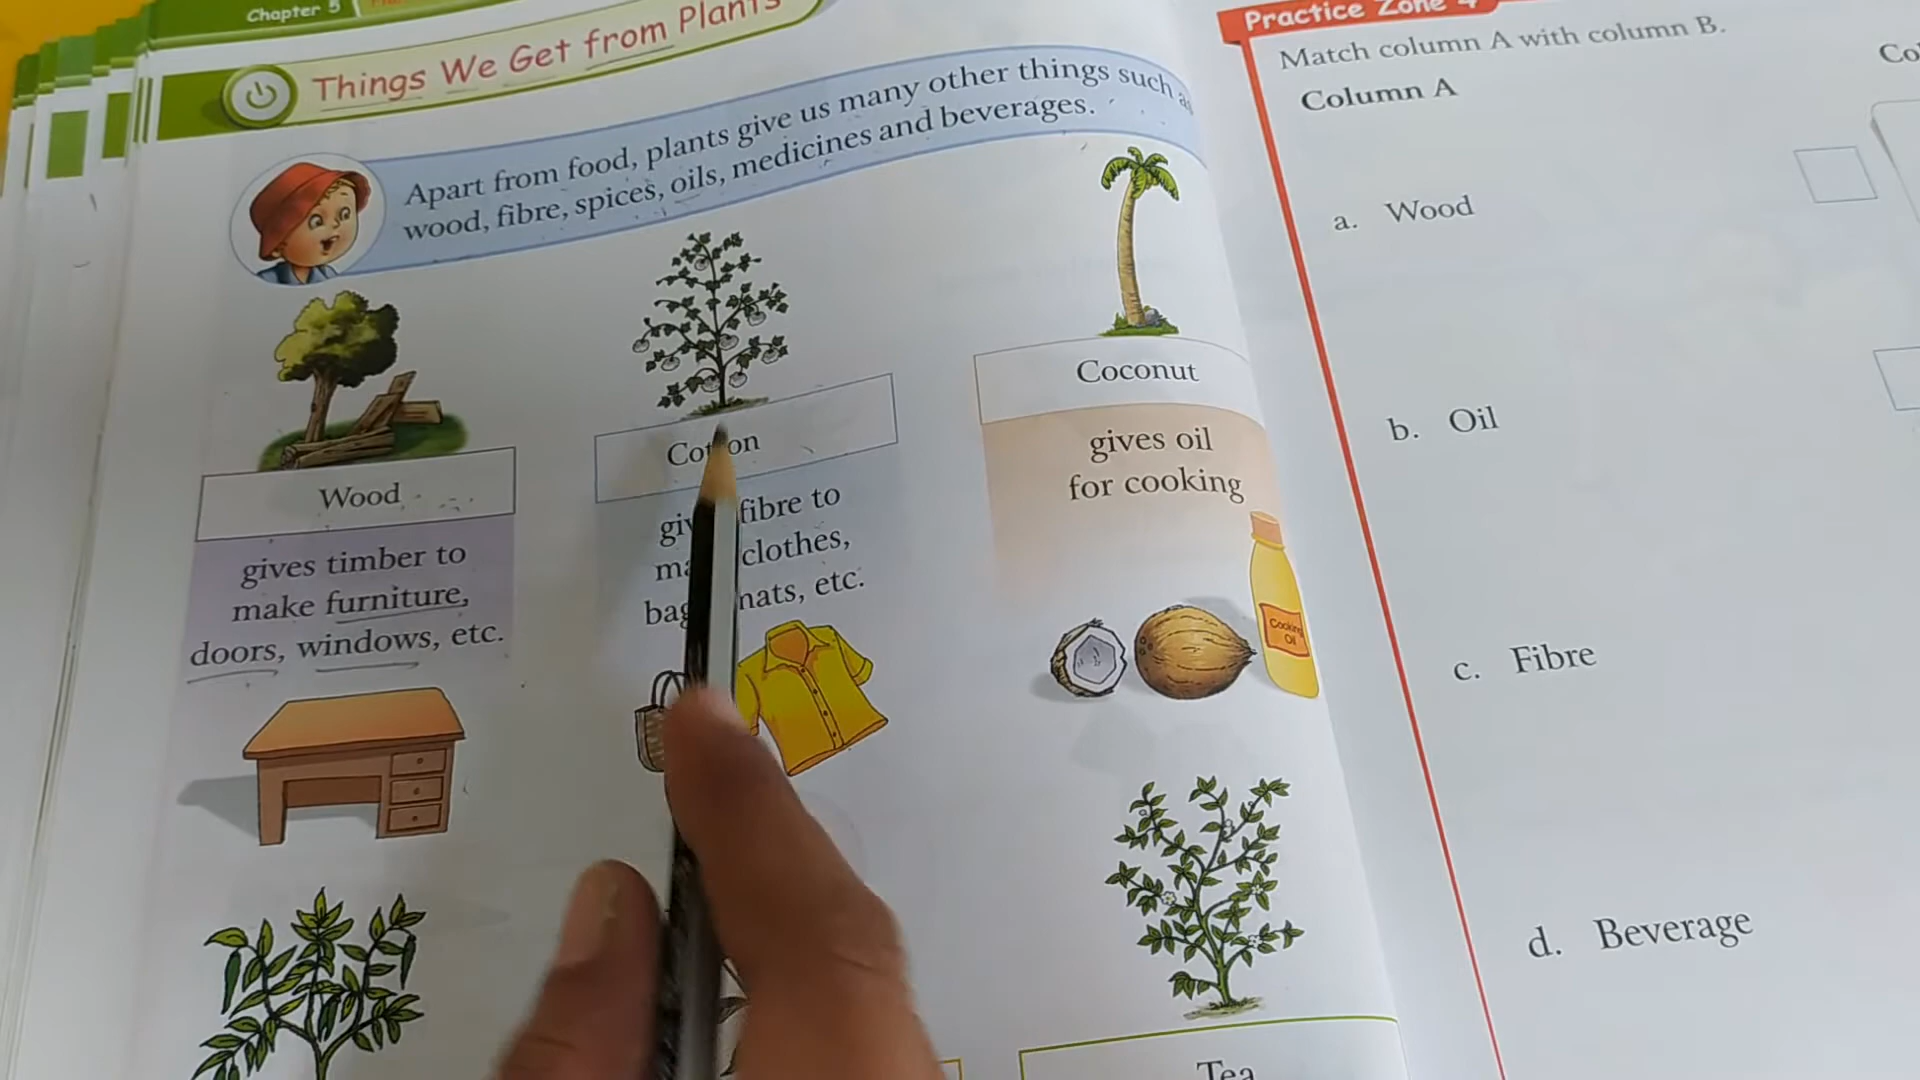 Chapter 5
Things We Get from Plants
Apart from food, plants give us many other things such as
wood, fibre, spices, oils, medicines and beverages.
Wood
gives timber to
make furniture,
doors, windows, etc.
Cotton
fibre to
clothes,
etc.
Coconut
gives oil
for cooking
Cooking
Oil
Tea
Practice Zone 4
Match column A with column B.
Column A
a. Wood
b. Oil
c. Fibre
d. Beverage